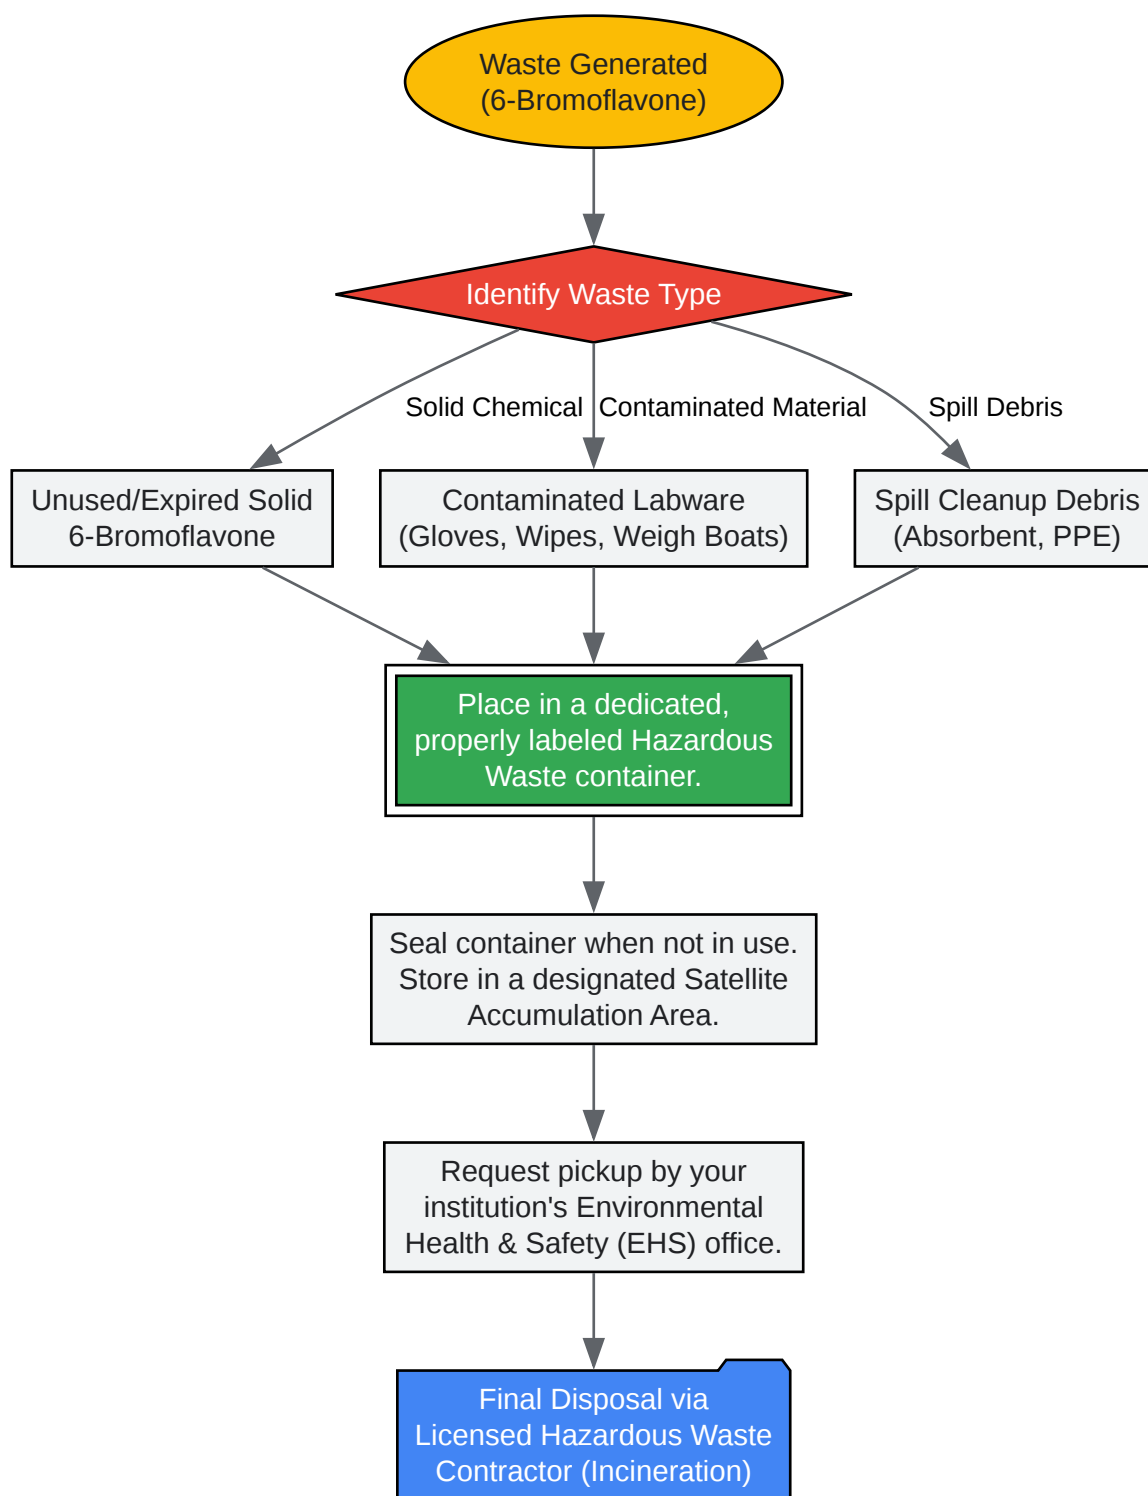 Waste Generated
(6-Bromoflavone)
Identify Waste Type
Solid Chemical
Contaminated Material
Spill Debris
Unused/Expired Solid
6-Bromoflavone
Contaminated Labware
(Gloves, Wipes, Weigh Boats)
Spill Cleanup Debris
(Absorbent, PPE)
Place in a dedicated,
properly labeled Hazardous
Waste container.
Seal container when not in use.
Store in a designated Satellite
Accumulation Area.
Request pickup by your
institution's Environmental
Health & Safety (EHS) office.
Final Disposal via
Licensed Hazardous Waste
Contractor (Incineration)